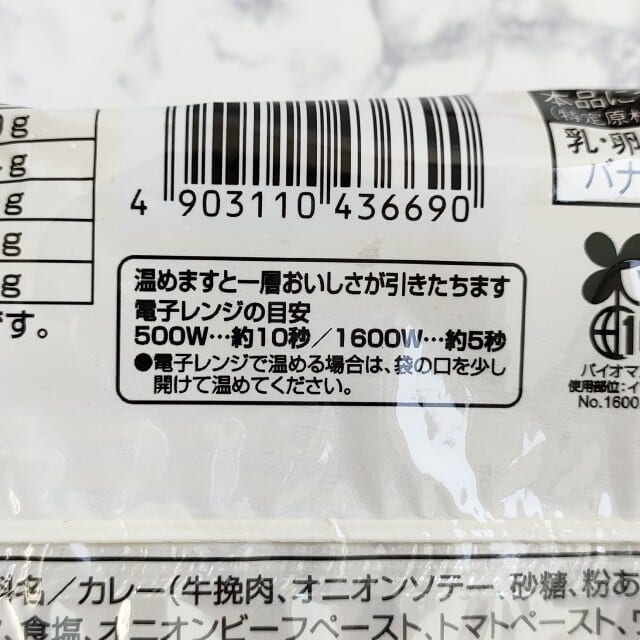 g
g
g
g
g
です。
4 903110 436690
温めますと一層おいしさが引きたちます
電子レンジの目安
500W…約10秒／1600W…約5秒
●電子レンジで温める場合は、袋の口を少し
開けて温めてください。
本品に
乳・卵
バナ
バイオマ
使用部位:イ
No.1600
名／カレー(牛挽肉、オニオンソテー、砂糖、粉あ
、食塩、オニオンビーフペースト、トマトペースト、